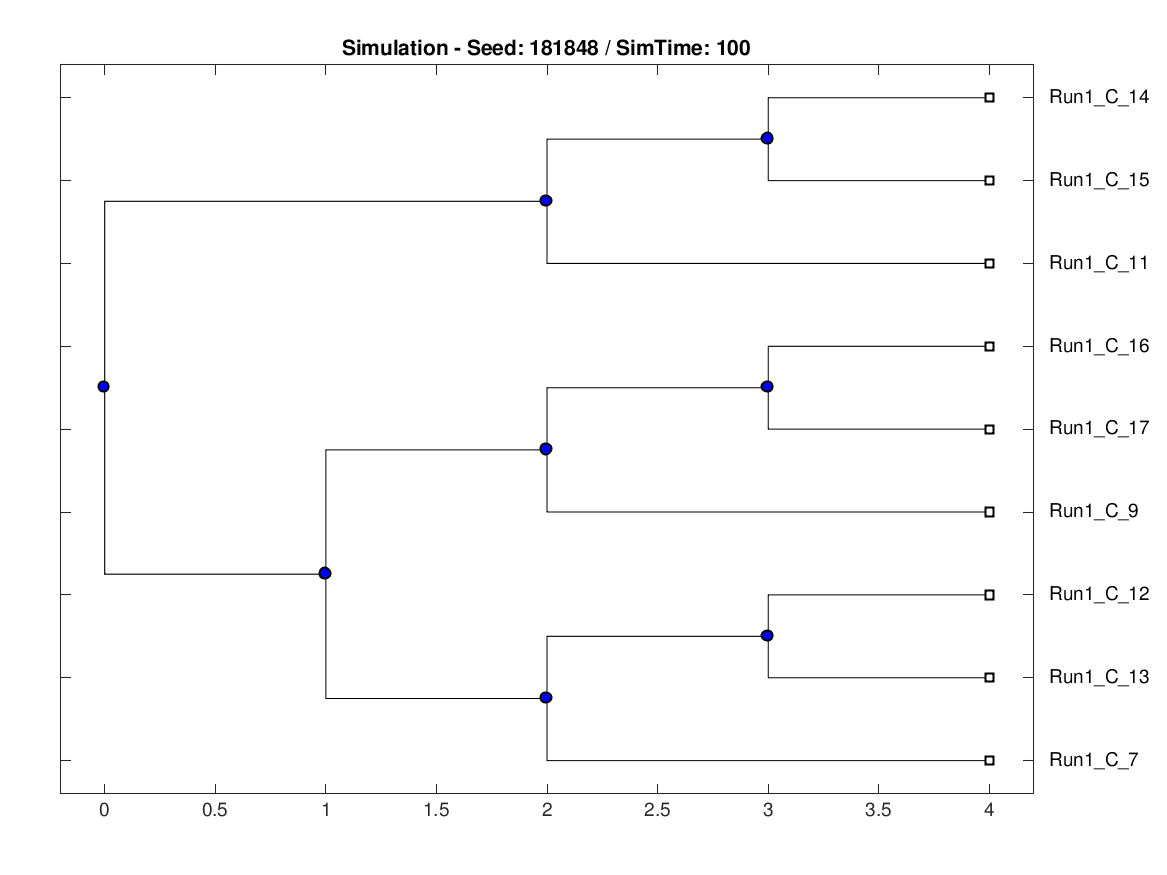 Simulation - Seed: 181848 / SimTime: 100
Run1_C_14
Run1_C_15
Run1_C_11
Run1_C_16
Run1_C_17
Run1_C_9
Run1_C_12
Run1_C_13
Run1_C_7
0 0.5 1 1.5 2 2.5 3 3.5 4